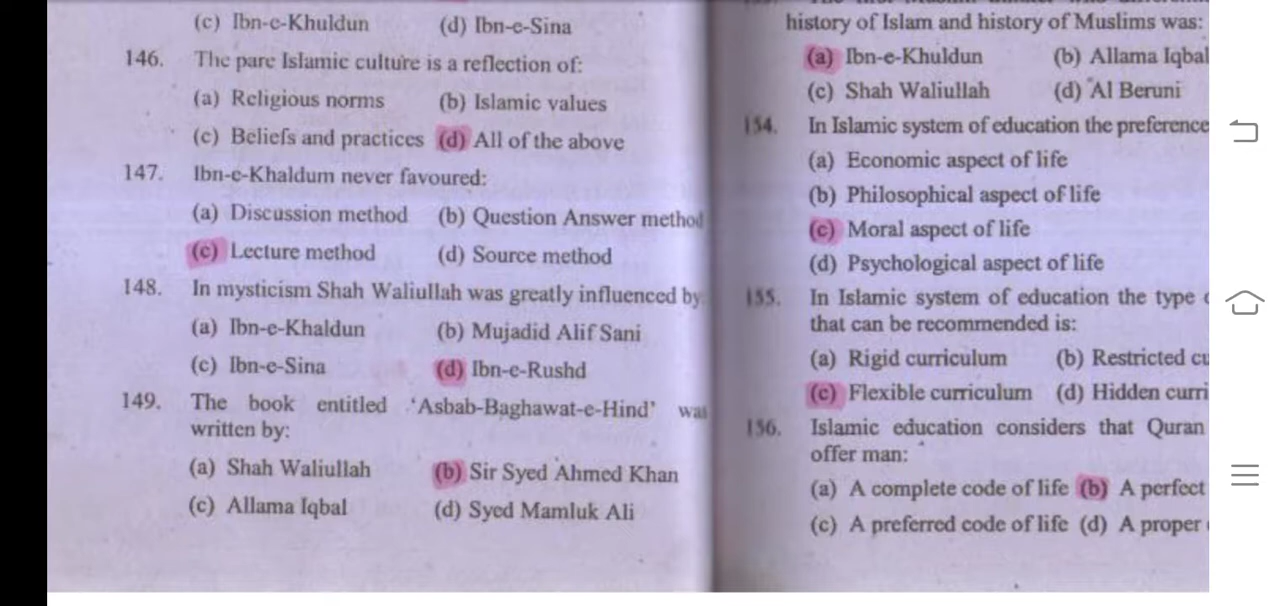 (c) Ibn-e-Khuldun (d) Ibn-e-Sina
146. The pare Islamic culture is a reflection of:
(a) Religious norms (b) Islamic values
(c) Beliefs and practices (d) All of the above
147. Ibn-e-Khaldum never favoured:
(a) Discussion method (b) Question Answer method
(c) Lecture method (d) Source method
148. In mysticism Shah Waliullah was greatly influenced by:
(a) Ibn-e-Khaldun (b) Mujadid Alif Sani
(c) Ibn-e-Sina (d) Ibn-e-Rushd
149. The book entitled 'Asbab-Baghawat-e-Hind' was
written by:
(a) Shah Waliullah (b) Sir Syed Ahmed Khan
(c) Allama Iqbal (d) Syed Mamluk Ali
history of Islam and history of Muslims was:
(a) Ibn-e-Khuldun (b) Allama Iqbal
(c) Shah Waliullah (d) Al Beruni
154. In Islamic system of education the preference
(a) Economic aspect of life
(b) Philosophical aspect of life
(c) Moral aspect of life
(d) Psychological aspect of life
155. In Islamic system of education the type
that can be recommended is:
(a) Rigid curriculum (b) Restricted cu
(c) Flexible curriculum (d) Hidden curri
156. Islamic education considers that Quran
offer man:
(a) A complete code of life (b) A perfect
(c) A preferred code of life (d) A proper